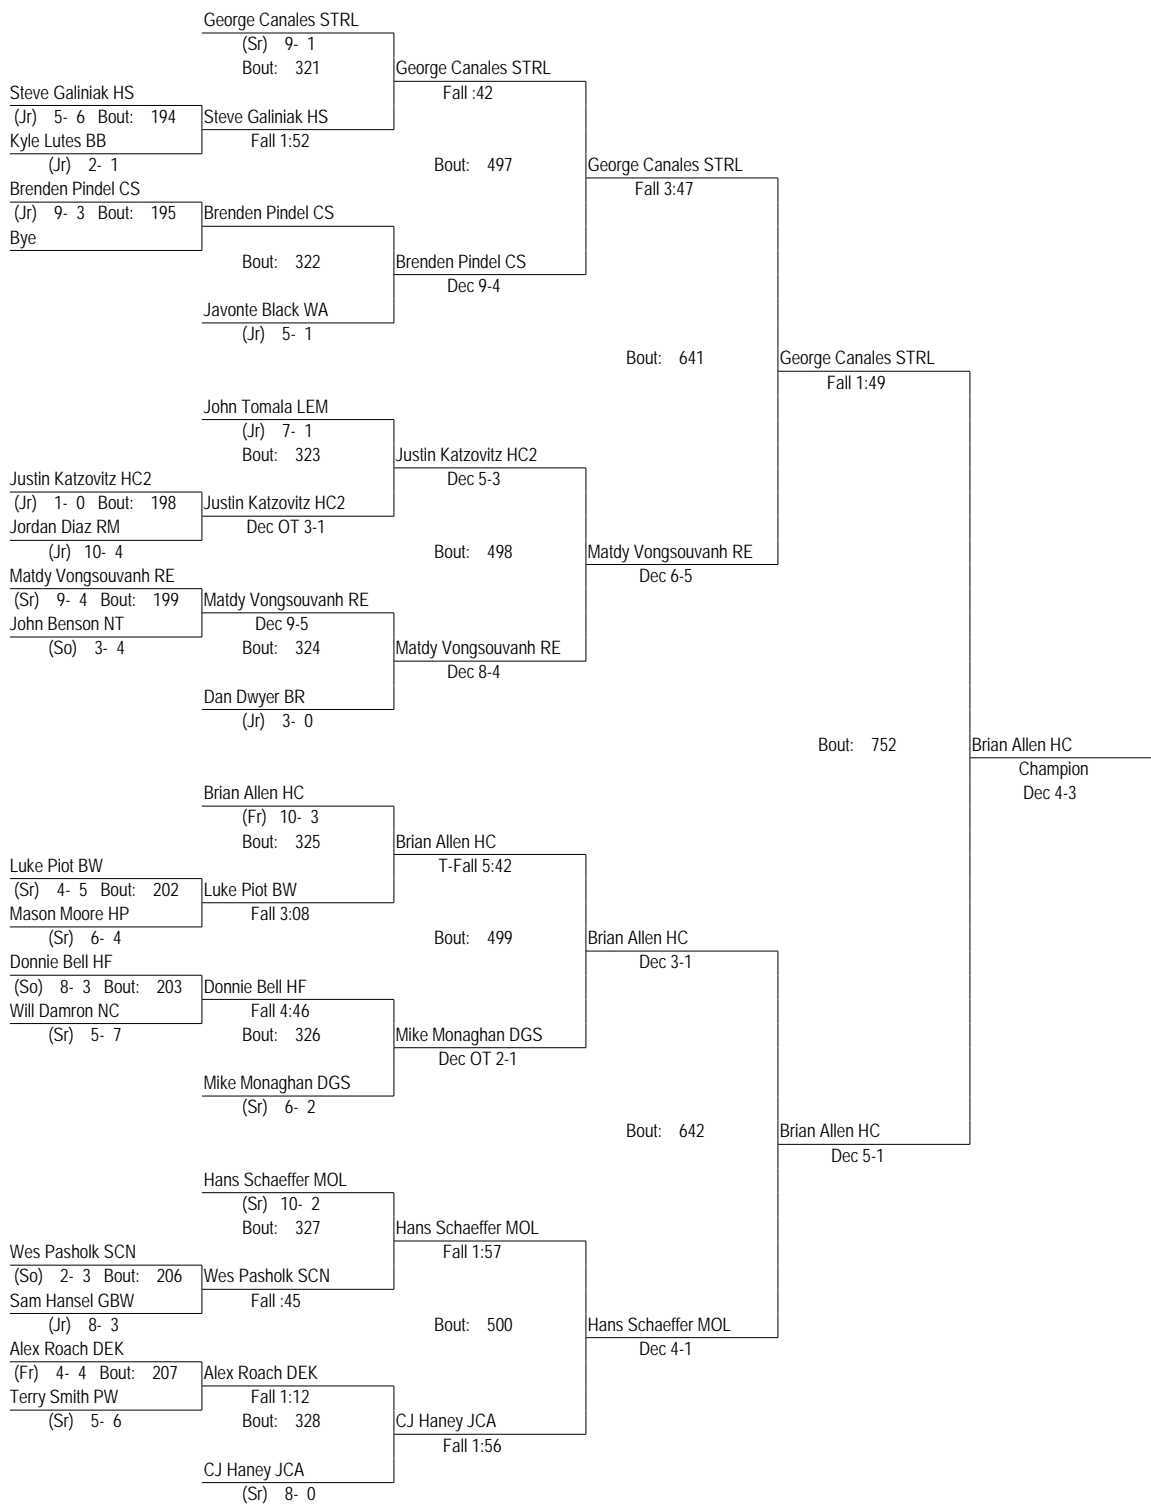 George Canales STRL
(Sr) 9- 1
Bout: 321
George Canales STRL
Fall :42
Steve Galiniak HS
(Jr) 5- 6 Bout: 194
Steve Galiniak HS
Kyle Lutes BB
Fall 1:52
(Jr) 2- 1
Bout: 497
George Canales STRL
Brenden Pindel CS
Fall 3:47
(Jr) 9- 3 Bout: 195
Brenden Pindel CS
Bye
Bout: 322
Brenden Pindel CS
Dec 9-4
Javonte Black WA
(Jr) 5- 1
Bout: 641
George Canales STRL
Fall 1:49
John Tomala LEM
(Jr) 7- 1
Bout: 323
Justin Katzovitz HC2
Dec 5-3
Justin Katzovitz HC2
(Jr) 1- 0 Bout: 198
Justin Katzovitz HC2
Jordan Diaz RM
Dec OT 3-1
(Jr) 10- 4
Bout: 498
Matdy Vongsouvanh RE
Matdy Vongsouvanh RE
Dec 6-5
(Sr) 9- 4 Bout: 199
Matdy Vongsouvanh RE
John Benson NT
Dec 9-5
(So) 3- 4
Bout: 324
Matdy Vongsouvanh RE
Dec 8-4
Dan Dwyer BR
(Jr) 3- 0
Bout: 752
Brian Allen HC
Champion
Dec 4-3
Brian Allen HC
(Fr) 10- 3
Bout: 325
Brian Allen HC
T-Fall 5:42
Luke Piot BW
(Sr) 4- 5 Bout: 202
Luke Piot BW
Mason Moore HP
Fall 3:08
(Sr) 6- 4
Bout: 499
Brian Allen HC
Donnie Bell HF
Dec 3-1
(So) 8- 3 Bout: 203
Donnie Bell HF
Will Damron NC
Fall 4:46
(Sr) 5- 7
Bout: 326
Mike Monaghan DGS
Dec OT 2-1
Mike Monaghan DGS
(Sr) 6- 2
Bout: 642
Brian Allen HC
Dec 5-1
Hans Schaeffer MOL
(Sr) 10- 2
Bout: 327
Hans Schaeffer MOL
Fall 1:57
Wes Pasholk SCN
(So) 2- 3 Bout: 206
Wes Pasholk SCN
Sam Hansel GBW
Fall :45
(Jr) 8- 3
Bout: 500
Hans Schaeffer MOL
Alex Roach DEK
Dec 4-1
(Fr) 4- 4 Bout: 207
Alex Roach DEK
Terry Smith PW
Fall 1:12
(Sr) 5- 6
Bout: 328
CJ Haney JCA
Fall 1:56
CJ Haney JCA
(Sr) 8- 0